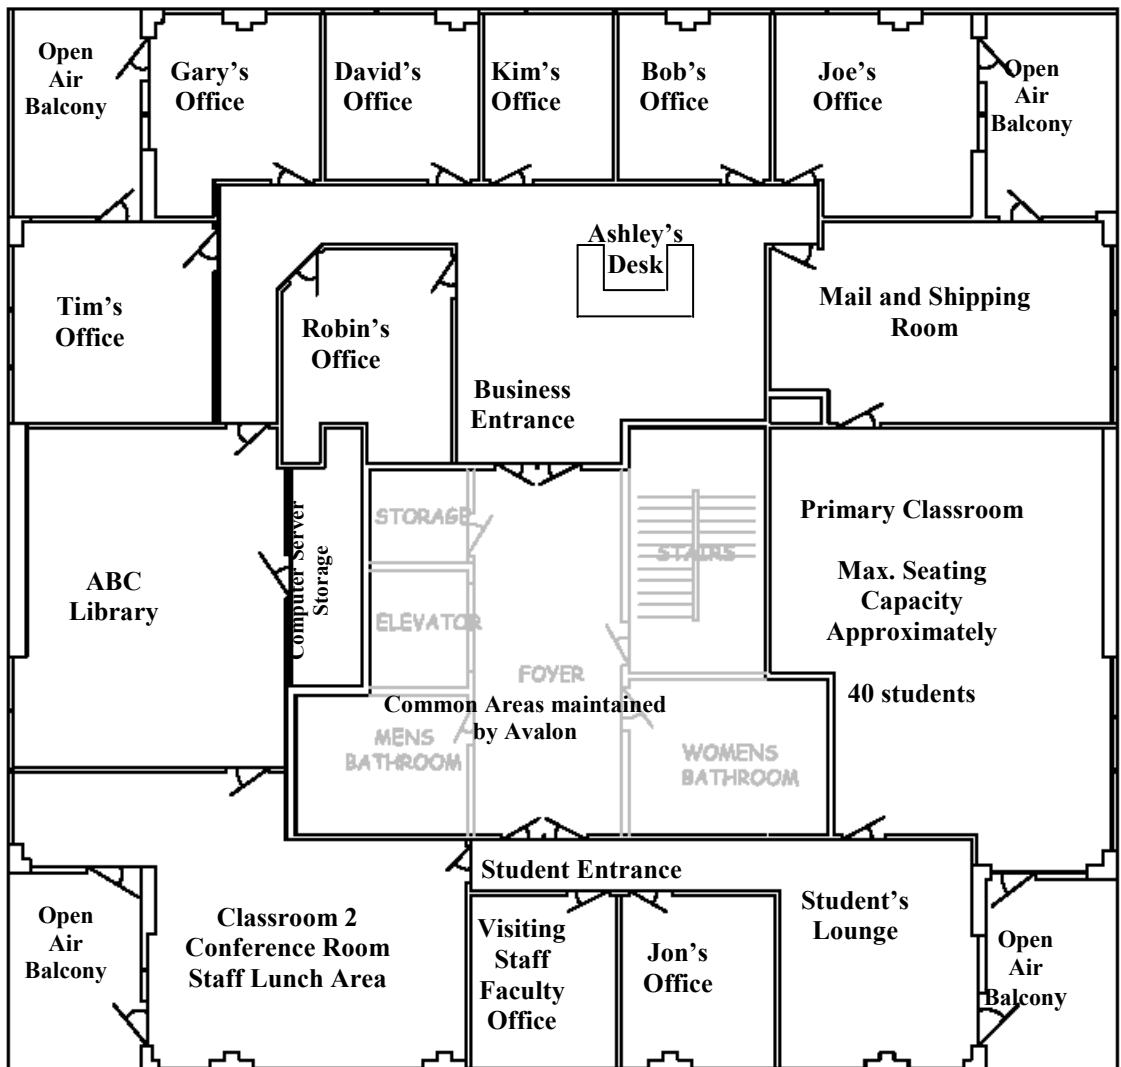 Open
Air
Balcony
Gary's
Office
David's
Office
Kim's
Office
Bob's
Office
Joe's
Office
Open
Air
Balcony
Ashley's
Desk
Tim's
Office
Robin's
Office
Mail and Shipping
Room
Business
Entrance
STORAGE
STAIRS
Primary Classroom
Max. Seating
Capacity
Approximately
40 students
ABC
Library
Computer Server
Storage
ELEVATOR
FOYER
Common Areas maintained
by Avalon
MENS
BATHROOM
WOMENS
BATHROOM
Student Entrance
Student's
Lounge
Open
Air
Balcony
Classroom 2
Conference Room
Staff Lunch Area
Visiting
Staff
Faculty
Office
Jon's
Office
Open
Air
Balcony